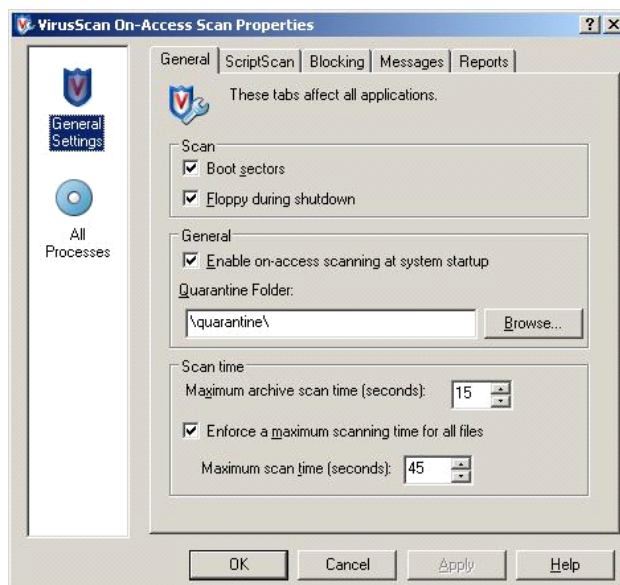 VirusScan On-Access Scan Properties
General
Settings
All
Processes
General ScriptScan Blocking Messages Reports
These tabs affect all applications.
Scan
Boot sectors
Floppy during shutdown
General
Enable on-access scanning at system startup
Quarantine Folder:
\quarantine\ Browse...
Scan time
Maximum archive scan time (seconds): 15
Enforce a maximum scanning time for all files
Maximum scan time (seconds): 45
OK Cancel Apply Help